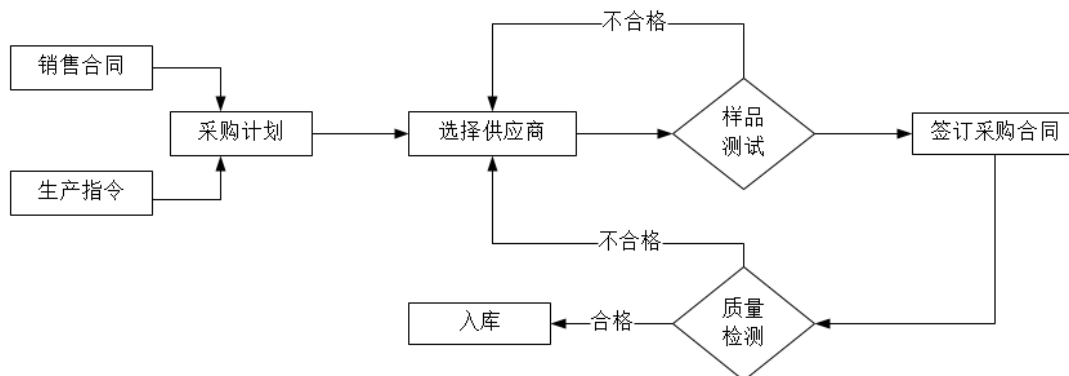 不合格
销售合同
采购计划
选择供应商
样品
测试
签订采购合同
生产指令
不合格
入库
合格
质量
检测